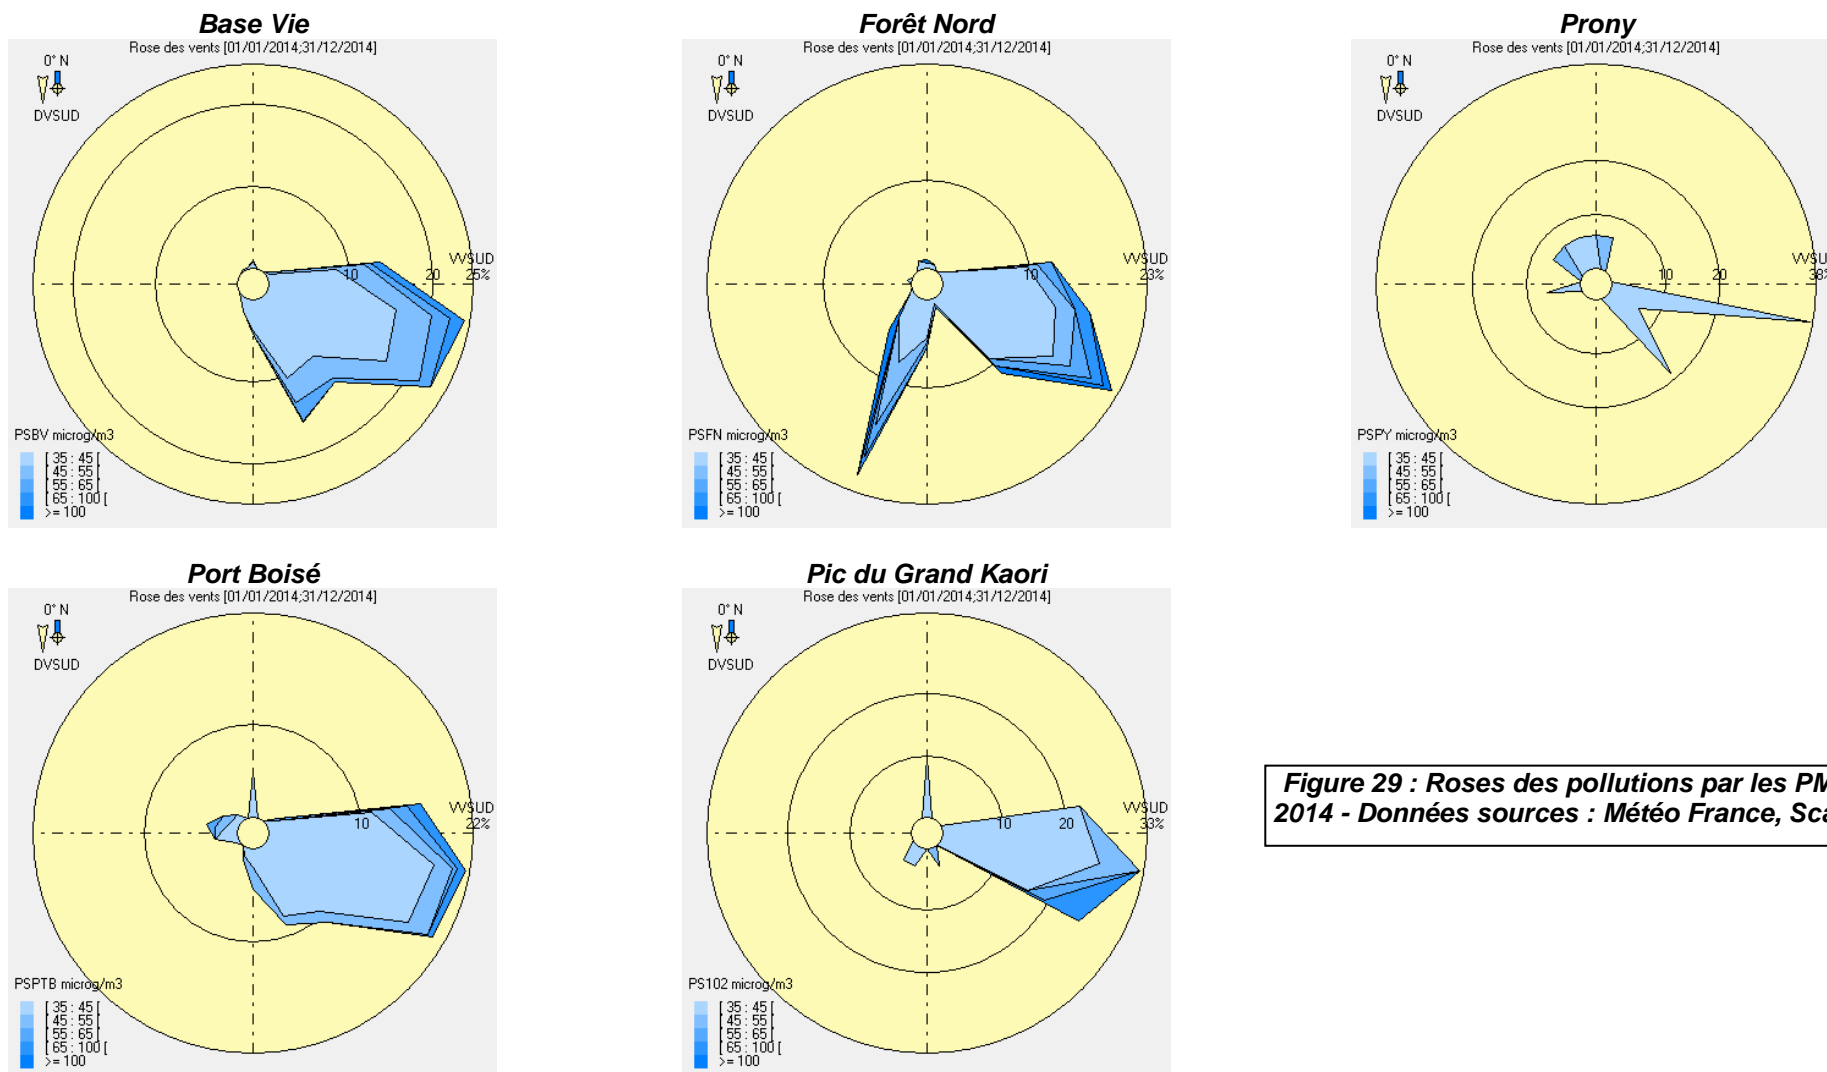 Base Vie
Rose des vents [01/01/2014;31/12/2014]
0° N
DVSUD
VVSUD
10
20
25%
PSBV microg/m3
[ 35 : 45 [
[ 45 : 55 [
[ 55 : 65 [
[ 65 : 100 [
>= 100
Forêt Nord
Rose des vents [01/01/2014;31/12/2014]
0° N
DVSUD
VVSUD
10
23%
PSFN microg/m3
[ 35 : 45 [
[ 45 : 55 [
[ 55 : 65 [
[ 65 : 100 [
>= 100
Prony
Rose des vents [01/01/2014;31/12/2014]
0° N
DVSUD
VVSUD
10
20
38%
PSPY microg/m3
[ 35 : 45 [
[ 45 : 55 [
[ 55 : 65 [
[ 65 : 100 [
>= 100
Port Boisé
Rose des vents [01/01/2014;31/12/2014]
0° N
DVSUD
VVSUD
10
22%
PSPTB microg/m3
[ 35 : 45 [
[ 45 : 55 [
[ 55 : 65 [
[ 65 : 100 [
>= 100
Pic du Grand Kaori
Rose des vents [01/01/2014;31/12/2014]
0° N
DVSUD
VVSUD
10
20
33%
PS102 microg/m3
[ 35 : 45 [
[ 45 : 55 [
[ 55 : 65 [
[ 65 : 100 [
>= 100
Figure 29 : Roses des pollutions par les PM
2014 - Données sources : Météo France, Sca